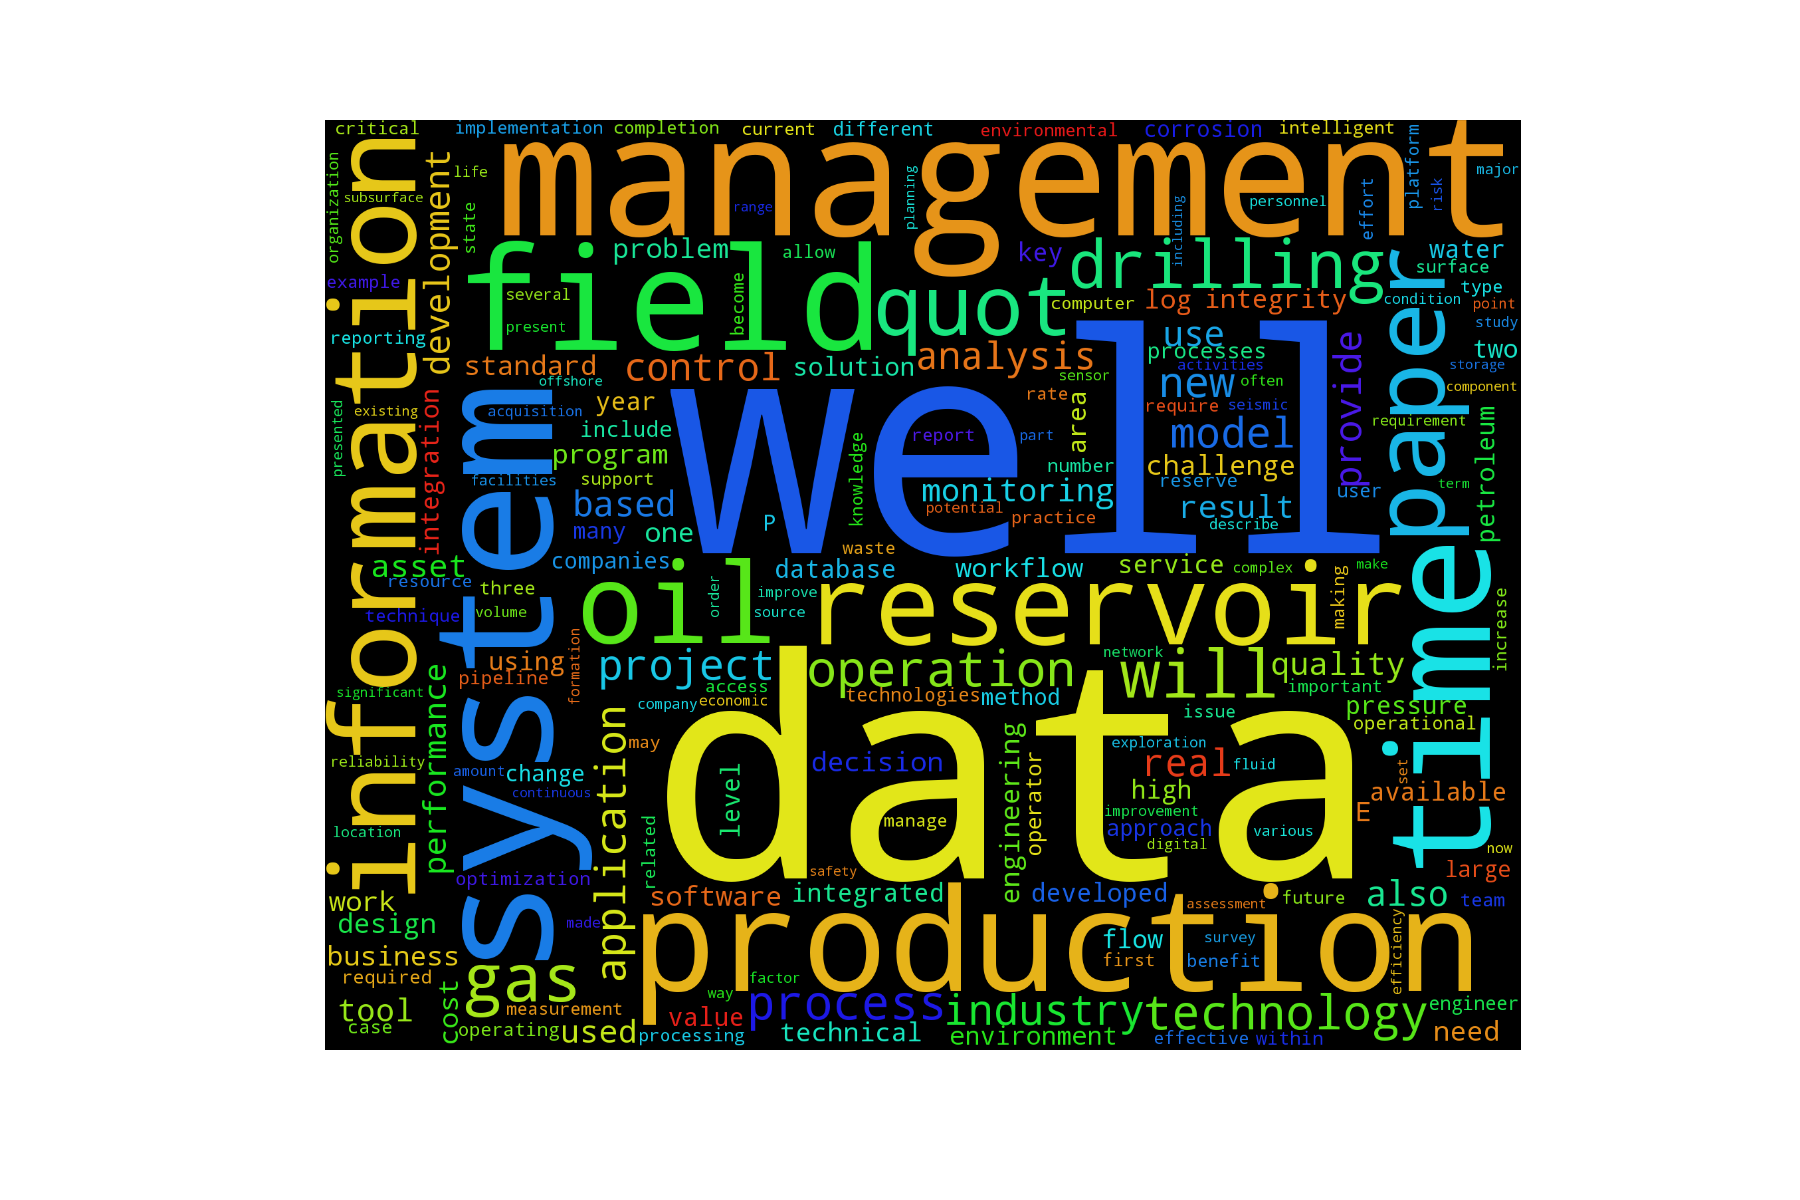 critical
implementation
completion
current
different
environmental
corrosion
intelligent
management
information
organization
subsurface
development
life
state
planning
range
including
personnel
effort
platform
risk
major
field
problem
allow
key
drilling
water
surface
example
several
become
quot
computer
log
integrity
condition
type
point
paper
reporting
present
standard
control
solution
analysis
use
processes
activities
provide
study
two
storage
offshore
sensor
new
often
component
presented
existing
integration
system
acquisition
year
well
rate
area
require
seismic
include
report
part
model
requirement
petroleum
program
knowledge
number
challenge
facilities
support
monitoring
reserve
user
term
based
P
potential
practice
result
describe
many
one
waste
asset
companies
database
workflow
service
complex
make
resource
three
order
improve
reservoir
making
time
increase
technique
volume
oil
source
using
formation
project
operation
network
will
quality
pipeline
access
technologies
method
important
significant
performance
company
economic
issue
pressure
operational
application
may
engineering
exploration
reliability
amount
change
level
decision
data
operator
real
fluid
set
continuous
high
available
manage
improvement
E
location
approach
various
related
digital
now
safety
large
optimization
work
software
integrated
developed
assessment
future
also
team
design
made
production
flow
survey
efficiency
business
first
benefit
required
gas
factor
cost
way
tool
measurement
value
process
industry
technology
engineer
case
operating
used
processing
technical
environment
effective
within
need